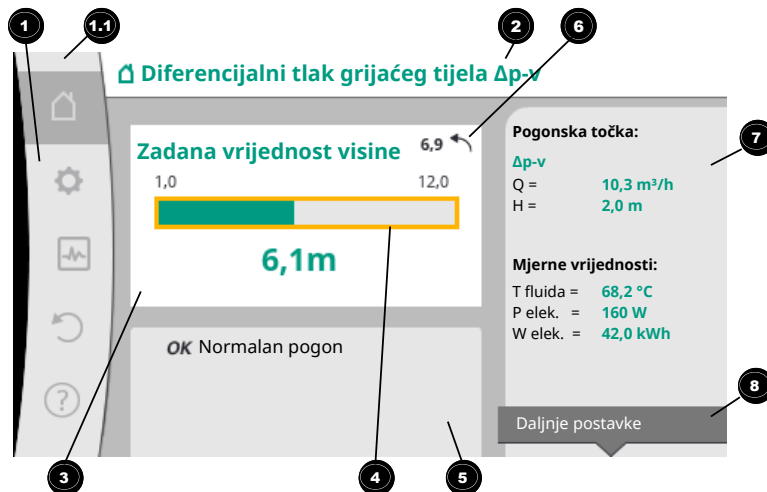 1
1.1
2
6
Diferencijalni tlak grijaćeg tijela Δp-v
Zadana vrijednost visine
6,9
1,0
12,0
6,1m
OK Normalan pogon
Pogonska točka:
Δp-v
Q = 10,3 m³/h
H = 2,0 m
7
Mjerne vrijednosti:
T fluida = 68,2 °C
P elek. = 160 W
W elek. = 42,0 kWh
?
8
Daljnje postavke
3
4
5